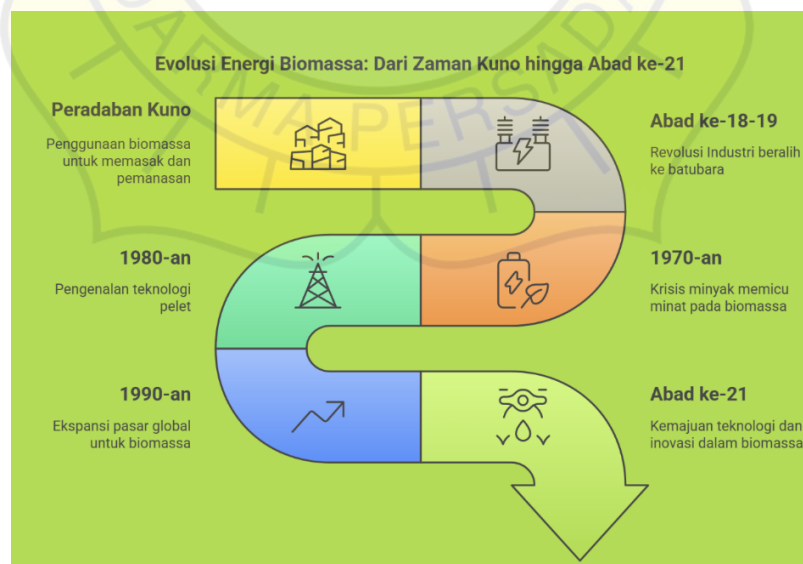 Evolusi Energi Biomassa: Dari Zaman Kuno hingga Abad ke-21
Peradaban Kuno
Penggunaan biomassa
untuk memasak dan
pemanasan
Abad ke-18-19
Revolusi Industri beralih
ke batubara
1970-an
Krisis minyak memicu
minat pada biomassa
1980-an
Pengenalan teknologi
pelet
1990-an
Ekspansi pasar global
untuk biomassa
Abad ke-21
Kemajuan teknologi dan
inovasi dalam biomassa
DARMA PERSADA